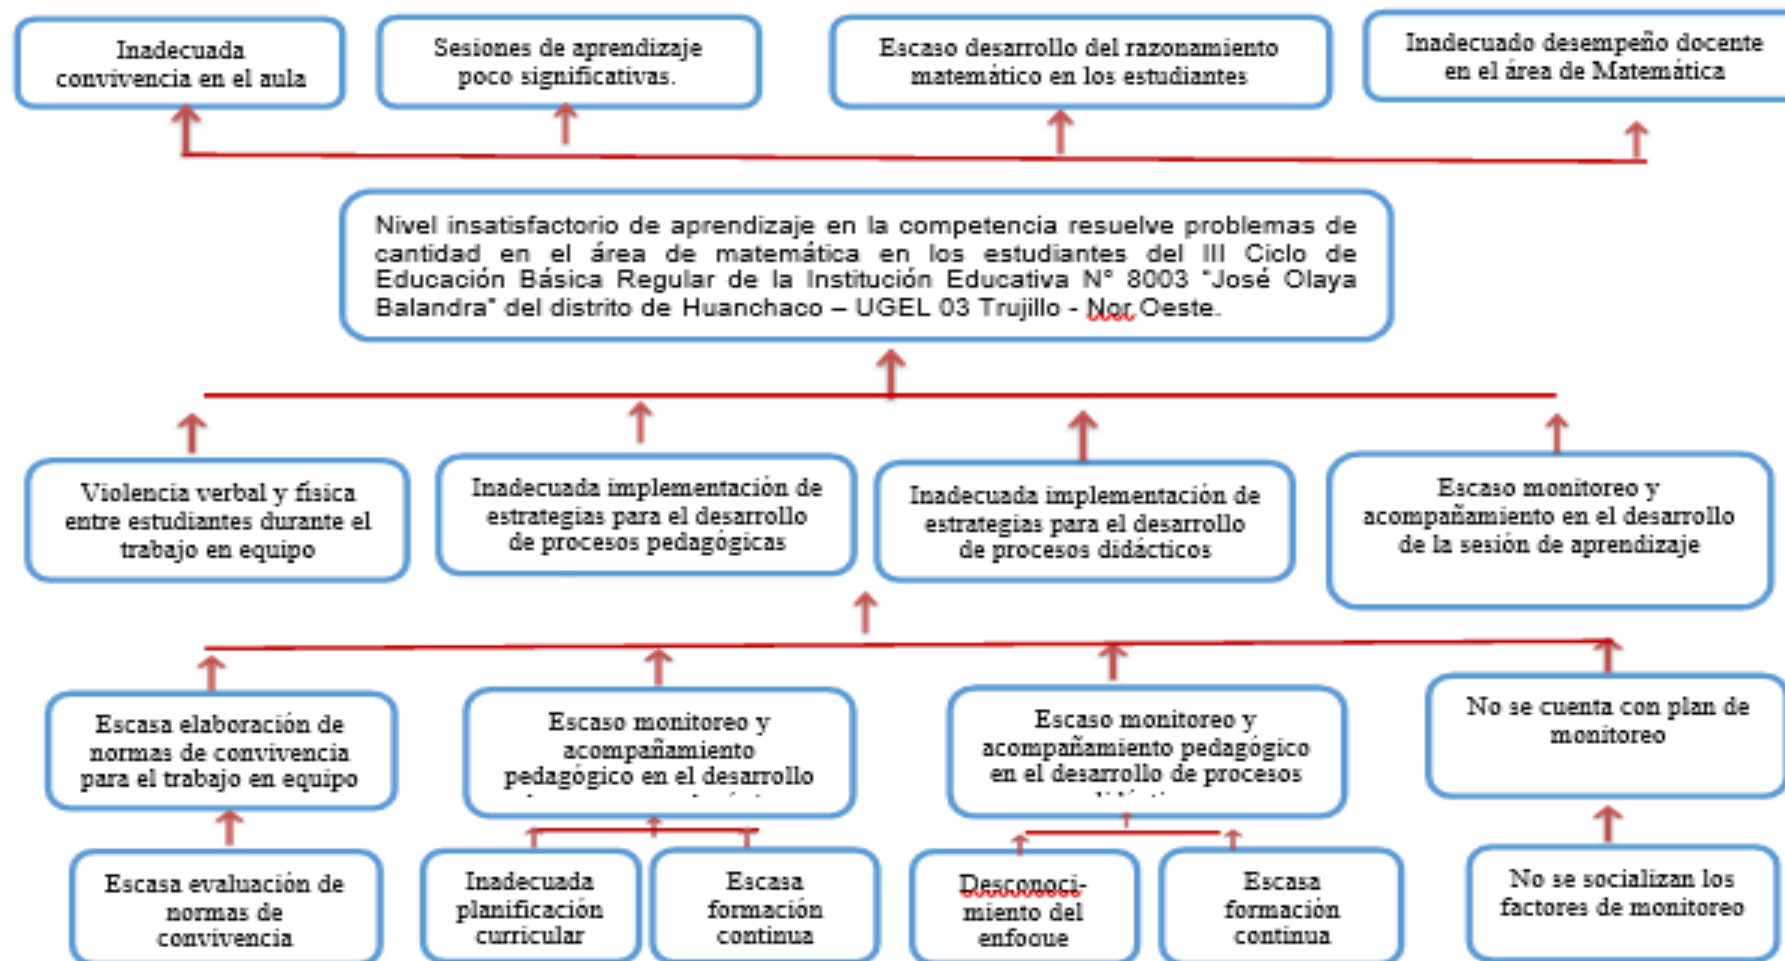 Inadecuada
convivencia en el aula
Sesiones de aprendizaje
poco significativas.
Escaso desarrollo del razonamiento
matemático en los estudiantes
Inadecuado desempeño docente
en el área de Matemática
Nivel insatisfactorio de aprendizaje en la competencia resuelve problemas de
cantidad en el área de matemática en los estudiantes del III Ciclo de
Educación Básica Regular de la Institución Educativa N° 8003 "José Olaya
Balandra" del distrito de Huanchaco – UGEL 03 Trujillo - Nor Oeste.
Violencia verbal y física
entre estudiantes durante el
trabajo en equipo
Inadecuada implementación de
estrategias para el desarrollo
de procesos pedagógicas
Inadecuada implementación de
estrategias para el desarrollo
de procesos didácticos
Escaso monitoreo y
acompañamiento en el desarrollo
de la sesión de aprendizaje
Escasa elaboración de
normas de convivencia
para el trabajo en equipo
Escaso monitoreo y
acompañamiento
pedagógico en el desarrollo
Escaso monitoreo y
acompañamiento pedagógico
en el desarrollo de procesos
No se cuenta con plan de
monitoreo
Escasa evaluación de
normas de
convivencia
Inadecuada
planificación
curricular
Escasa
formación
continua
Desconoci-
miento del
enfoque
Escasa
formación
continua
No se socializan los
factores de monitoreo